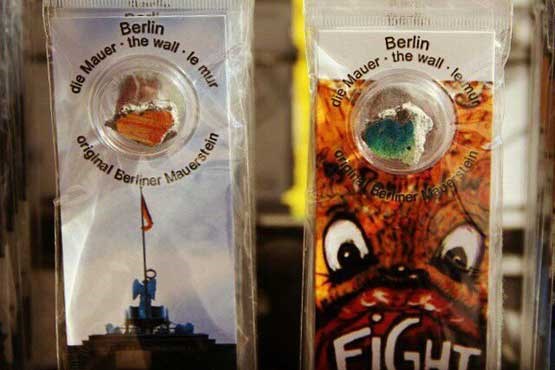 Berlin
die Mauer · the wall · le mur
original Berliner Mauerstein
Berlin
die Mauer · the wall · le mur
original Berliner Mauerstein
FiGHT